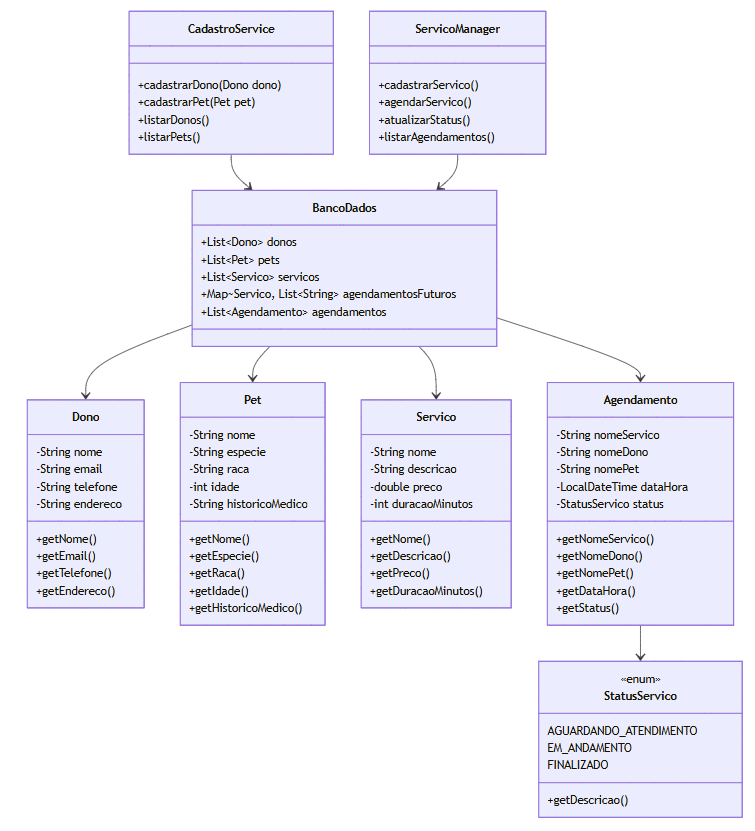 CadastroService
+cadastrarDono(Dono dono)
+cadastrarPet(Pet pet)
+listarDonos()
+listarPets()
ServicoManager
+cadastrarServico()
+agendarServico()
+atualizarStatus()
+listarAgendamentos()
BancoDados
+List<Dono> donos
+List<Pet> pets
+List<Servico> servicos
+Map~Servico, List<String> agendamentosFuturos
+List<Agendamento> agendamentos
Dono
-String nome
-String email
-String telefone
-String endereco
+getNome()
+getEmail()
+getTelefone()
+getEndereco()
Pet
-String nome
-String especie
-String raca
-int idade
-String historicoMedico
+getNome()
+getEspecie()
+getRaca()
+getIdade()
+getHistoricoMedico()
Servico
-String nome
-String descricao
-double preco
-int duracaoMinutos
+getNome()
+getDescricao()
+getPreco()
+getDuracaoMinutos()
Agendamento
-String nomeServico
-String nomeDono
-String nomePet
-LocalDateTime dataHora
-StatusServico status
+getNomeServico()
+getNomeDono()
+getNomePet()
+getDataHora()
+getStatus()
«enum»
StatusServico
AGUARDANDO_ATENDIMENTO
EM_ANDAMENTO
FINALIZADO
+getDescricao()